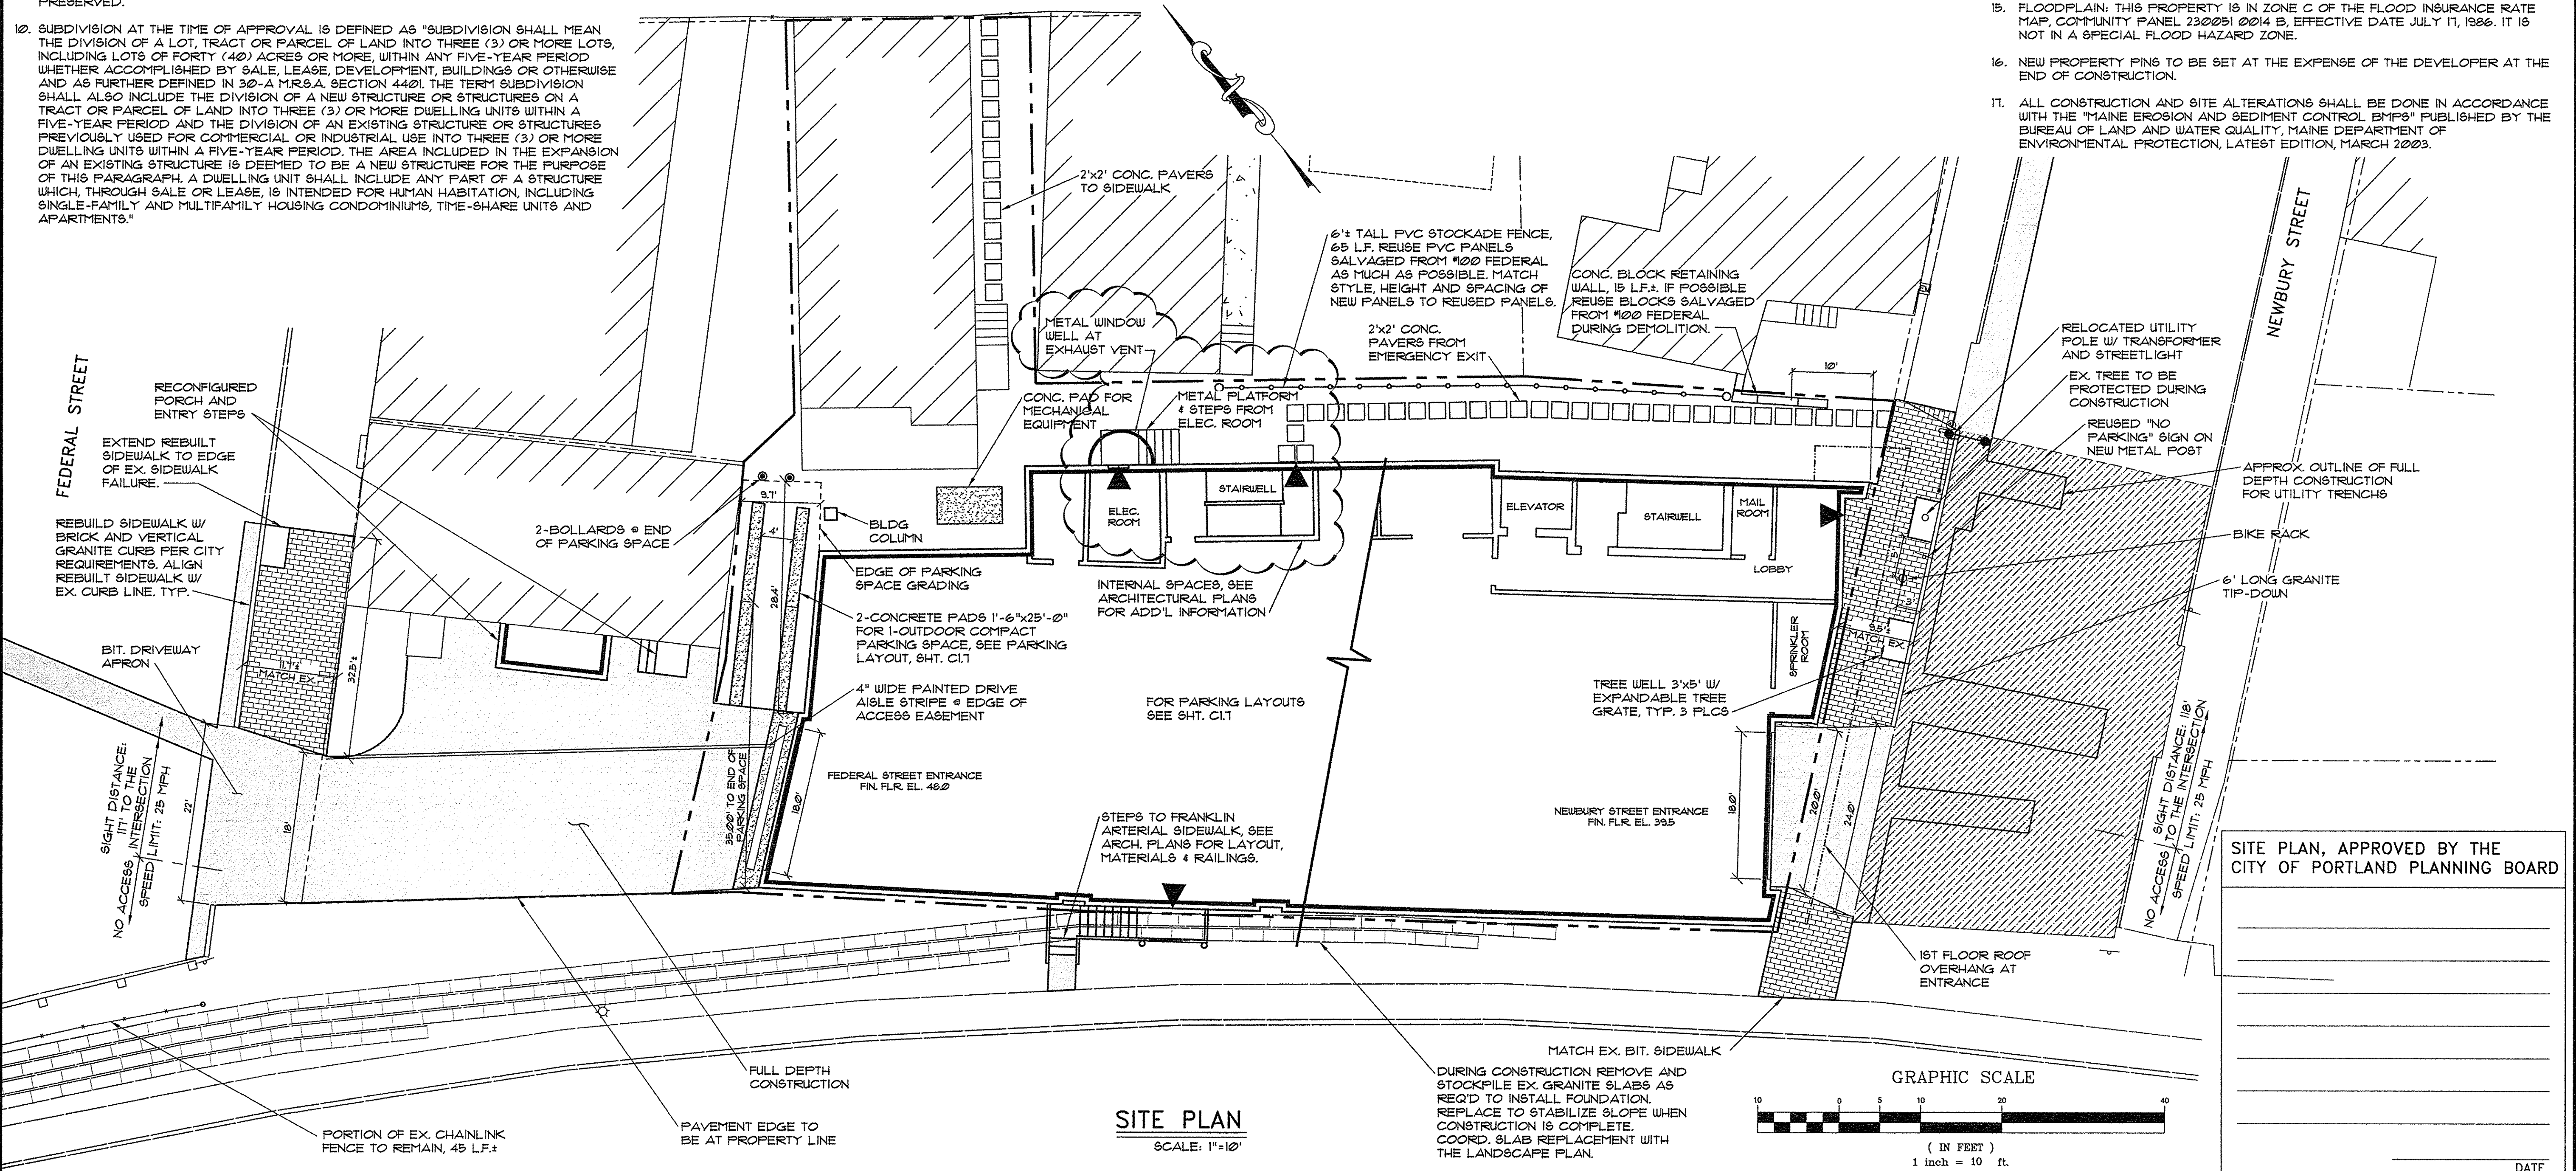 PRESERVED.
10. SUBDIVISION AT THE TIME OF APPROVAL IS DEFINED AS "SUBDIVISION SHALL MEAN
THE DIVISION OF A LOT, TRACT OR PARCEL OF LAND INTO THREE (3) OR MORE LOTS,
INCLUDING LOTS OF FORTY (40) ACRES OR MORE, WITHIN ANY FIVE-YEAR PERIOD
WHETHER ACCOMPLISHED BY SALE, LEASE, DEVELOPMENT, BUILDINGS OR OTHERWISE
AND AS FURTHER DEFINED IN 30-A M.R.S.A. SECTION 4401. THE TERM SUBDIVISION
SHALL ALSO INCLUDE THE DIVISION OF A NEW STRUCTURE OR STRUCTURES ON A
TRACT OR PARCEL OF LAND INTO THREE (3) OR MORE DWELLING UNITS WITHIN A
FIVE-YEAR PERIOD AND THE DIVISION OF AN EXISTING STRUCTURE OR STRUCTURES
PREVIOUSLY USED FOR COMMERCIAL OR INDUSTRIAL USE INTO THREE (3) OR MORE
DWELLING UNITS WITHIN A FIVE-YEAR PERIOD. THE AREA INCLUDED IN THE EXPANSION
OF AN EXISTING STRUCTURE IS DEEMED TO BE A NEW STRUCTURE FOR THE PURPOSE
OF THIS PARAGRAPH. A DWELLING UNIT SHALL INCLUDE ANY PART OF A STRUCTURE
WHICH, THROUGH SALE OR LEASE, IS INTENDED FOR HUMAN HABITATION, INCLUDING
SINGLE-FAMILY AND MULTIFAMILY HOUSING CONDOMINIUMS, TIME-SHARE UNITS AND
APARTMENTS."
15. FLOODPLAIN: THIS PROPERTY IS IN ZONE C OF THE FLOOD INSURANCE RATE
MAP, COMMUNITY PANEL 230051 0014 B, EFFECTIVE DATE JULY 17, 1986. IT IS
NOT IN A SPECIAL FLOOD HAZARD ZONE.
16. NEW PROPERTY PINS TO BE SET AT THE EXPENSE OF THE DEVELOPER AT THE
END OF CONSTRUCTION.
17. ALL CONSTRUCTION AND SITE ALTERATIONS SHALL BE DONE IN ACCORDANCE
WITH THE "MAINE EROSION AND SEDIMENT CONTROL BMPS" PUBLISHED BY THE
BUREAU OF LAND AND WATER QUALITY, MAINE DEPARTMENT OF
ENVIRONMENTAL PROTECTION, LATEST EDITION, MARCH 2003.
2'x2' CONC. PAVERS
TO SIDEWALK
6'± TALL PVC STOCKADE FENCE,
65 L.F. REUSE PVC PANELS
SALVAGED FROM #100 FEDERAL
AS MUCH AS POSSIBLE. MATCH
STYLE, HEIGHT AND SPACING OF
NEW PANELS TO REUSED PANELS.
CONC. BLOCK RETAINING
WALL, 15 L.F.±. IF POSSIBLE
REUSE BLOCKS SALVAGED
FROM #100 FEDERAL
DURING DEMOLITION.
2'x2' CONC.
PAVERS FROM
EMERGENCY EXIT
METAL WINDOW
WELL AT
EXHAUST VENT
CONC. PAD FOR
MECHANICAL
EQUIPMENT
METAL PLATFORM
& STEPS FROM
ELEC. ROOM
10'
NEWBURY STREET
RELOCATED UTILITY
POLE W/ TRANSFORMER
AND STREETLIGHT
EX. TREE TO BE
PROTECTED DURING
CONSTRUCTION
REUSED "NO
PARKING" SIGN ON
NEW METAL POST
APPROX. OUTLINE OF FULL
DEPTH CONSTRUCTION
FOR UTILITY TRENCHS
BIKE RACK
6' LONG GRANITE
TIP-DOWN
FEDERAL STREET
RECONFIGURED
PORCH AND
ENTRY STEPS
EXTEND REBUILT
SIDEWALK TO EDGE
OF EX. SIDEWALK
FAILURE.
REBUILD SIDEWALK W/
BRICK AND VERTICAL
GRANITE CURB PER CITY
REQUIREMENTS. ALIGN
REBUILT SIDEWALK W/
EX. CURB LINE. TYP.
BIT. DRIVEWAY
APRON
11.7'±
MATCH EX.
32.5'±
2-BOLLARDS @ END
OF PARKING SPACE
9.7'
4'
28.4'
BLDG
COLUMN
EDGE OF PARKING
SPACE GRADING
2-CONCRETE PADS 1'-6"x25'-0"
FOR 1-OUTDOOR COMPACT
PARKING SPACE, SEE PARKING
LAYOUT, SHT. C1.7
4" WIDE PAINTED DRIVE
AISLE STRIPE @ EDGE OF
ACCESS EASEMENT
ELEC.
ROOM
STAIRWELL
INTERNAL SPACES, SEE
ARCHITECTURAL PLANS
FOR ADD'L INFORMATION
ELEVATOR
STAIRWELL
MAIL
ROOM
LOBBY
SPRINKLER
ROOM
5'
3'
9.5'±
MATCH EX.
EX.
TREE WELL 3'x5' W/
EXPANDABLE TREE
GRATE, TYP. 3 PLCS
FOR PARKING LAYOUTS
SEE SHT. C1.7
SIGHT DISTANCE:
117' TO THE
INTERSECTION
NO ACCESS
SPEED LIMIT: 25 MPH
22'
18'
35.00' TO END OF
PARKING SPACE
18.0'
FEDERAL STREET ENTRANCE
FIN. FLR. EL. 48.0
STEPS TO FRANKLIN
ARTERIAL SIDEWALK, SEE
ARCH. PLANS FOR LAYOUT,
MATERIALS & RAILINGS.
NEWBURY STREET ENTRANCE
FIN. FLR. EL. 39.5
18.0'
20.0'
24.0'
SIGHT DISTANCE: 118'
TO THE INTERSECTION
NO ACCESS
SPEED LIMIT: 25 MPH
1ST FLOOR ROOF
OVERHANG AT
ENTRANCE
SITE PLAN, APPROVED BY THE
CITY OF PORTLAND PLANNING BOARD
DATE
FULL DEPTH
CONSTRUCTION
PAVEMENT EDGE TO
BE AT PROPERTY LINE
PORTION OF EX. CHAINLINK
FENCE TO REMAIN, 45 L.F.±
SITE PLAN
SCALE: 1"=10'
MATCH EX. BIT. SIDEWALK
DURING CONSTRUCTION REMOVE AND
STOCKPILE EX. GRANITE SLABS AS
REQ'D TO INSTALL FOUNDATION.
REPLACE TO STABILIZE SLOPE WHEN
CONSTRUCTION IS COMPLETE.
COORD. SLAB REPLACEMENT WITH
THE LANDSCAPE PLAN.
GRAPHIC SCALE
10 0 5 10 20 40
( IN FEET )
1 inch = 10 ft.